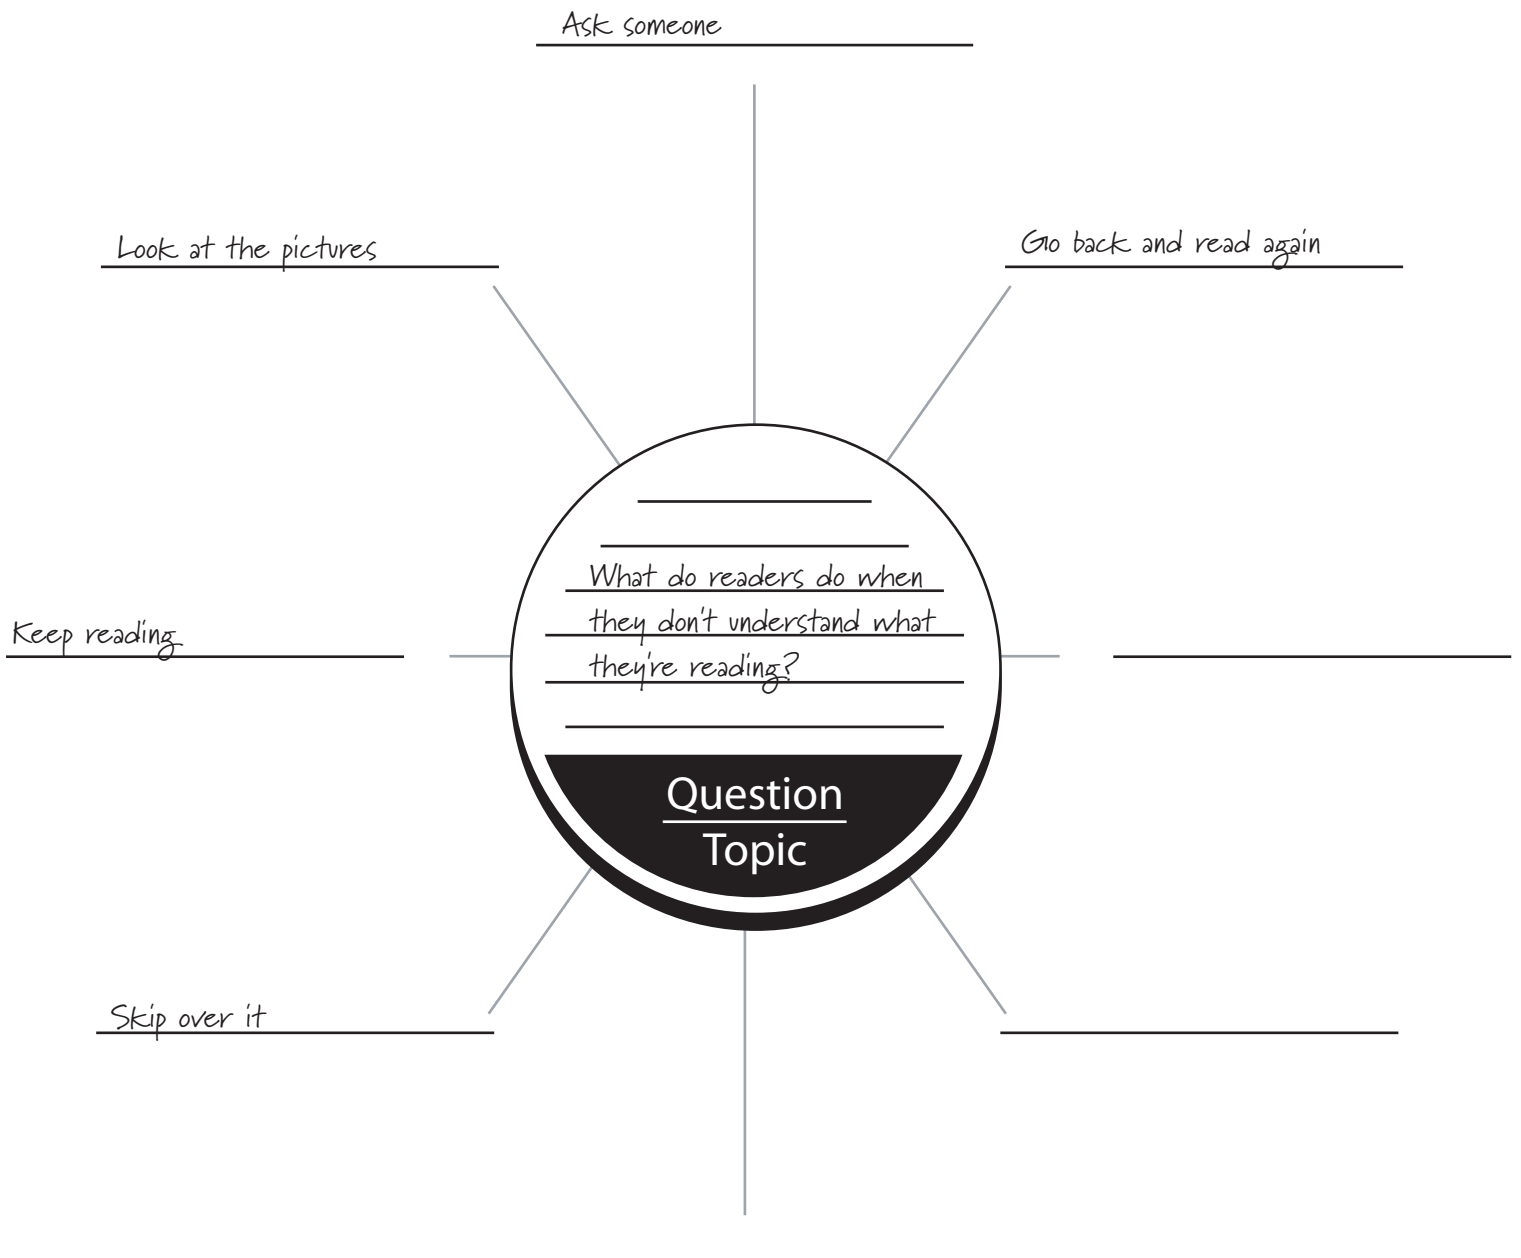 Ask someone
Look at the pictures
Go back and read again
What do readers do when
they don't understand what
they're reading?
Keep reading
Question
Topic
Skip over it